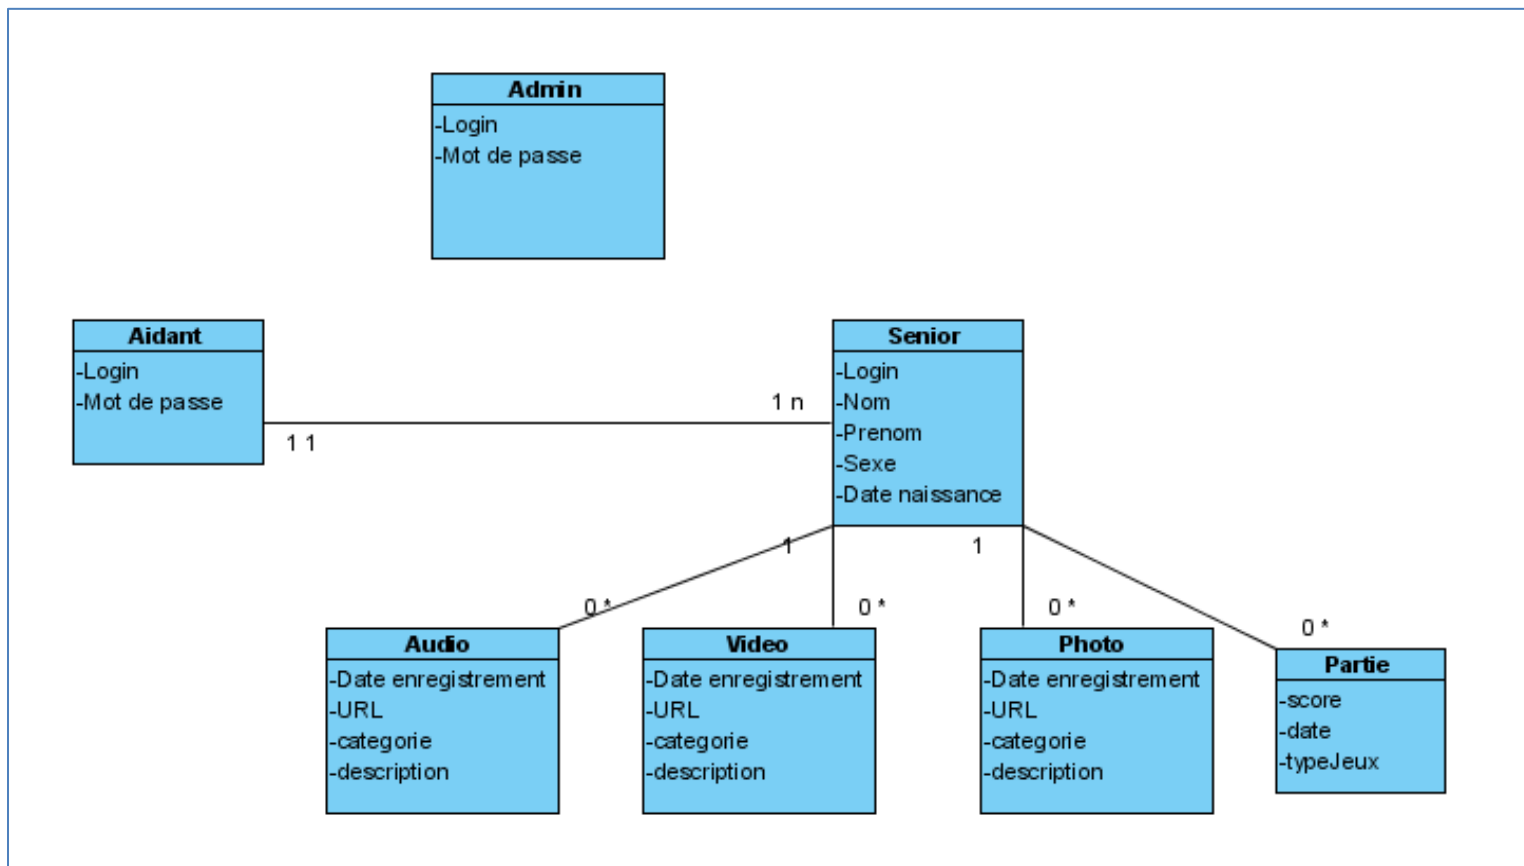 Admin
-Login
-Mot de passe
Aidant
-Login
-Mot de passe
1 1
1 n
Senior
-Login
-Nom
-Prenom
-Sexe
-Date naissance
1
1
0 *
0 *
0 *
0 *
Audio
-Date enregistrement
-URL
-categorie
-description
Video
-Date enregistrement
-URL
-categorie
-description
Photo
-Date enregistrement
-URL
-categorie
-description
Partie
-score
-date
-typeJeux